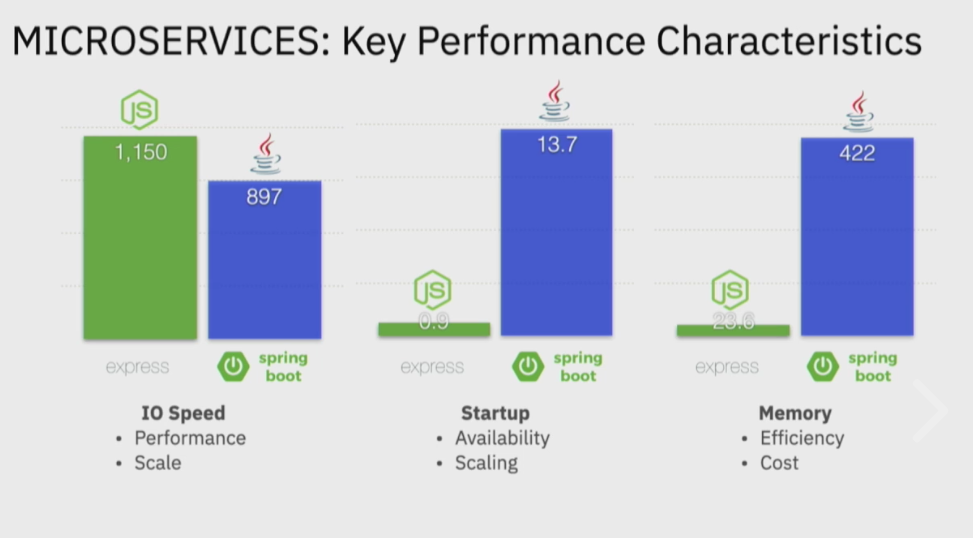 MICROSERVICES: Key Performance Characteristics
JS
1,150
897
express
spring
boot
IO Speed
• Performance
• Scale
13.7
JS
0.9
express
spring
boot
Startup
• Availability
• Scaling
422
JS
23.6
express
spring
boot
Memory
• Efficiency
• Cost